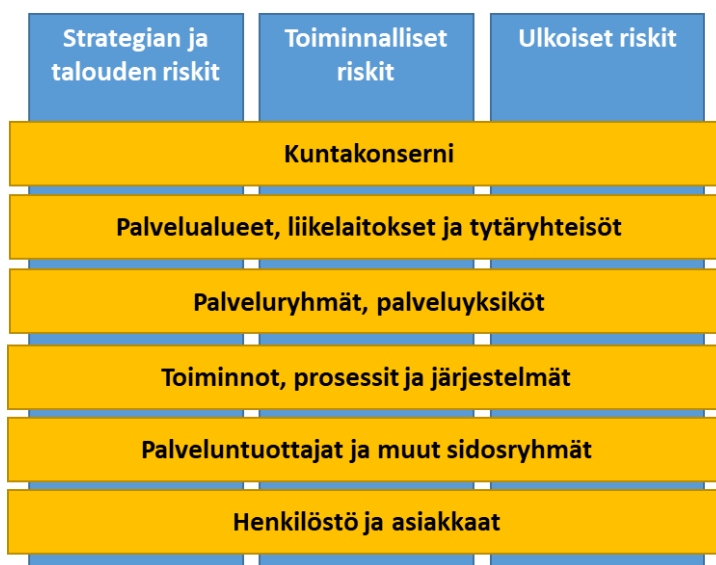 Strategian ja
talouden riskit
Toiminnalliset
riskit
Ulkoiset riskit
Kuntakonserni
Palvelualueet, liikelaitokset ja tytäryhteisöt
Palveluryhmät, palveluyksiköt
Toiminnot, prosessit ja järjestelmät
Palveluntuottajat ja muut sidosryhmät
Henkilöstö ja asiakkaat